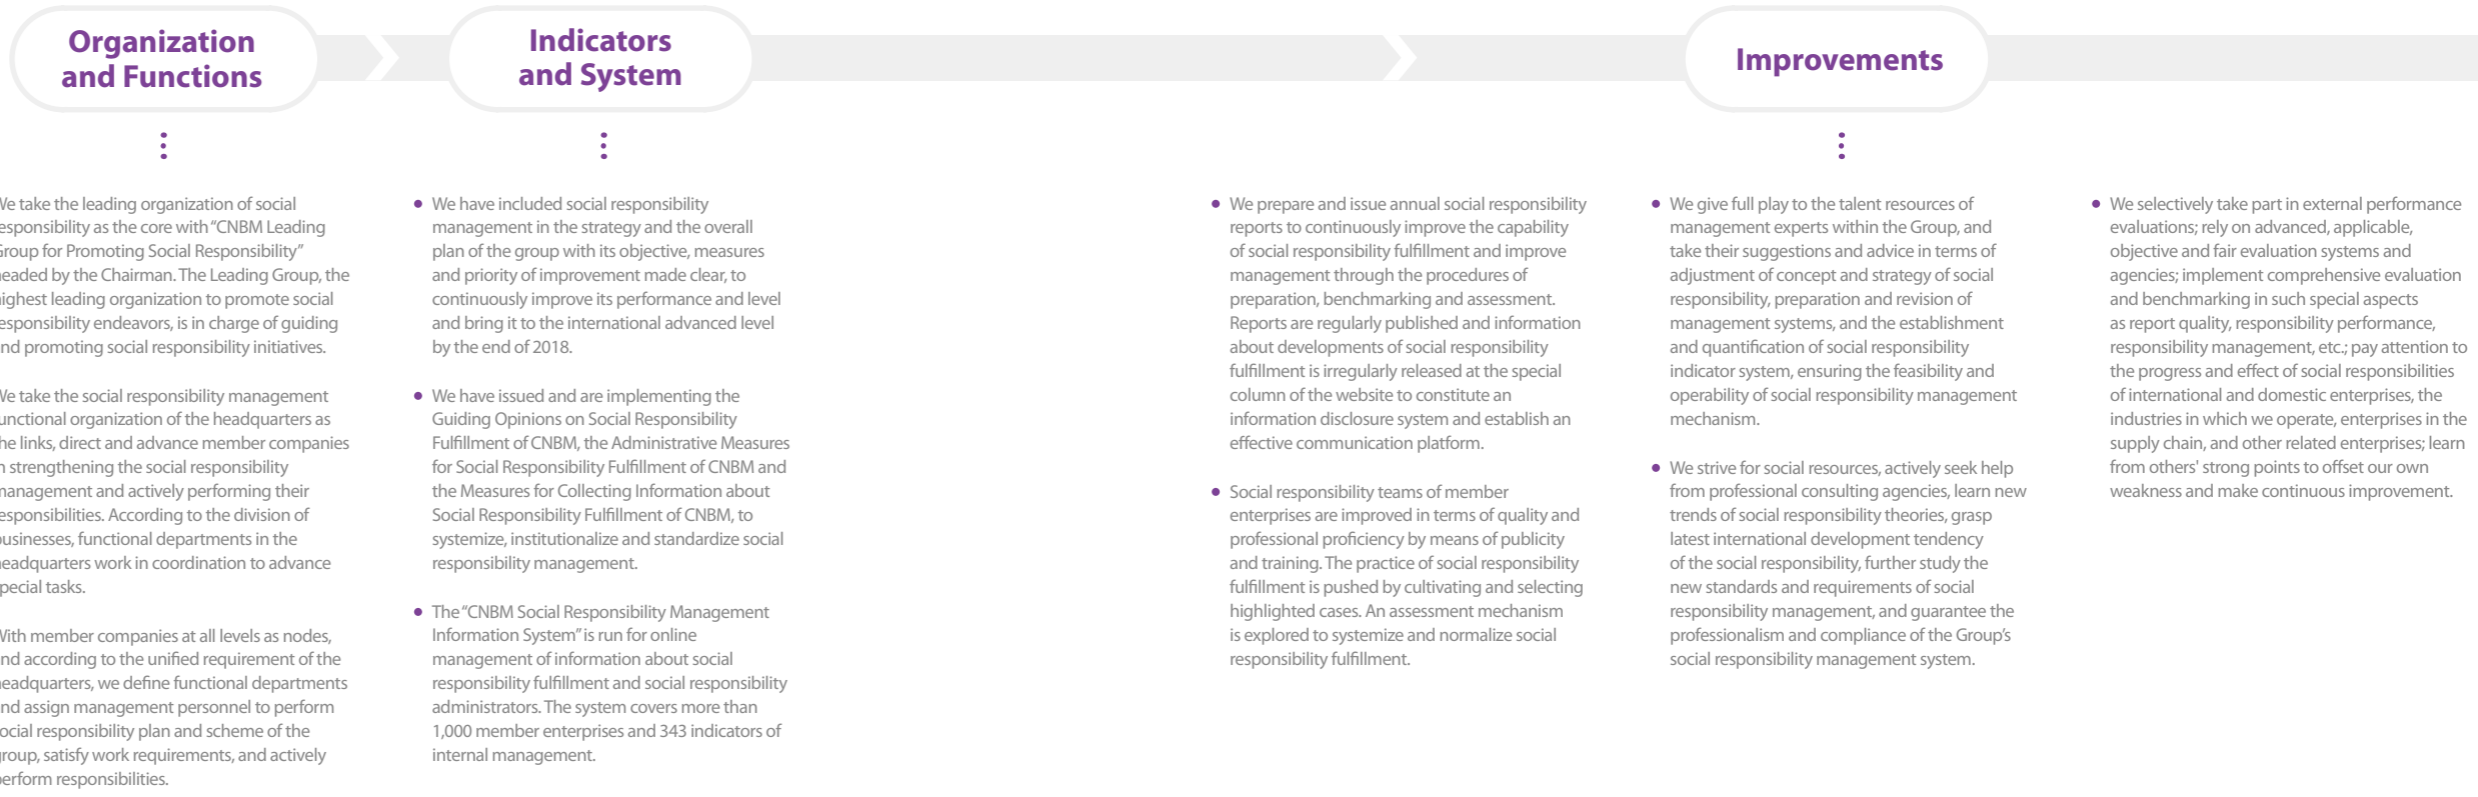 Organization
and Functions
We take the leading organization of social
esponsibility as the core with “CNBM Leading
Group for Promoting Social Responsibility”
headed by the Chairman. The Leading Group, the
highest leading organization to promote social
esponsibility endeavors, is in charge of guiding
and promoting social responsibility initiatives.
We take the social responsibility management
functional organization of the headquarters as
the links, direct and advance member companies
n strengthening the social responsibility
management and actively performing their
esponsibilities. According to the division of
businesses, functional departments in the
headquarters work in coordination to advance
special tasks.
With member companies at all levels as nodes,
and according to the unified requirement of the
headquarters, we define functional departments
and assign management personnel to perform
social responsibility plan and scheme of the
group, satisfy work requirements, and actively
perform responsibilities.
Indicators
and System
• We have included social responsibility
management in the strategy and the overall
plan of the group with its objective, measures
and priority of improvement made clear, to
continuously improve its performance and level
and bring it to the international advanced level
by the end of 2018.
• We have issued and are implementing the
Guiding Opinions on Social Responsibility
Fulfillment of CNBM, the Administrative Measures
for Social Responsibility Fulfillment of CNBM and
the Measures for Collecting Information about
Social Responsibility Fulfillment of CNBM, to
systemize, institutionalize and standardize social
responsibility management.
• The “CNBM Social Responsibility Management
Information System” is run for online
management of information about social
responsibility fulfillment and social responsibility
administrators. The system covers more than
1,000 member enterprises and 343 indicators of
internal management.
• We prepare and issue annual social responsibility
reports to continuously improve the capability
of social responsibility fulfillment and improve
management through the procedures of
preparation, benchmarking and assessment.
Reports are regularly published and information
about developments of social responsibility
fulfillment is irregularly released at the special
column of the website to constitute an
information disclosure system and establish an
effective communication platform.
• Social responsibility teams of member
enterprises are improved in terms of quality and
professional proficiency by means of publicity
and training. The practice of social responsibility
fulfillment is pushed by cultivating and selecting
highlighted cases. An assessment mechanism
is explored to systemize and normalize social
responsibility fulfillment.
Improvements
• We give full play to the talent resources of
management experts within the Group, and
take their suggestions and advice in terms of
adjustment of concept and strategy of social
responsibility, preparation and revision of
management systems, and the establishment
and quantification of social responsibility
indicator system, ensuring the feasibility and
operability of social responsibility management
mechanism.
• We strive for social resources, actively seek help
from professional consulting agencies, learn new
trends of social responsibility theories, grasp
latest international development tendency
of the social responsibility, further study the
new standards and requirements of social
responsibility management, and guarantee the
professionalism and compliance of the Group’s
social responsibility management system.
• We selectively take part in external performance
evaluations; rely on advanced, applicable,
objective and fair evaluation systems and
agencies; implement comprehensive evaluation
and benchmarking in such special aspects
as report quality, responsibility performance,
responsibility management, etc.; pay attention to
the progress and effect of social responsibilities
of international and domestic enterprises, the
industries in which we operate, enterprises in the
supply chain, and other related enterprises; learn
from others' strong points to offset our own
weakness and make continuous improvement.